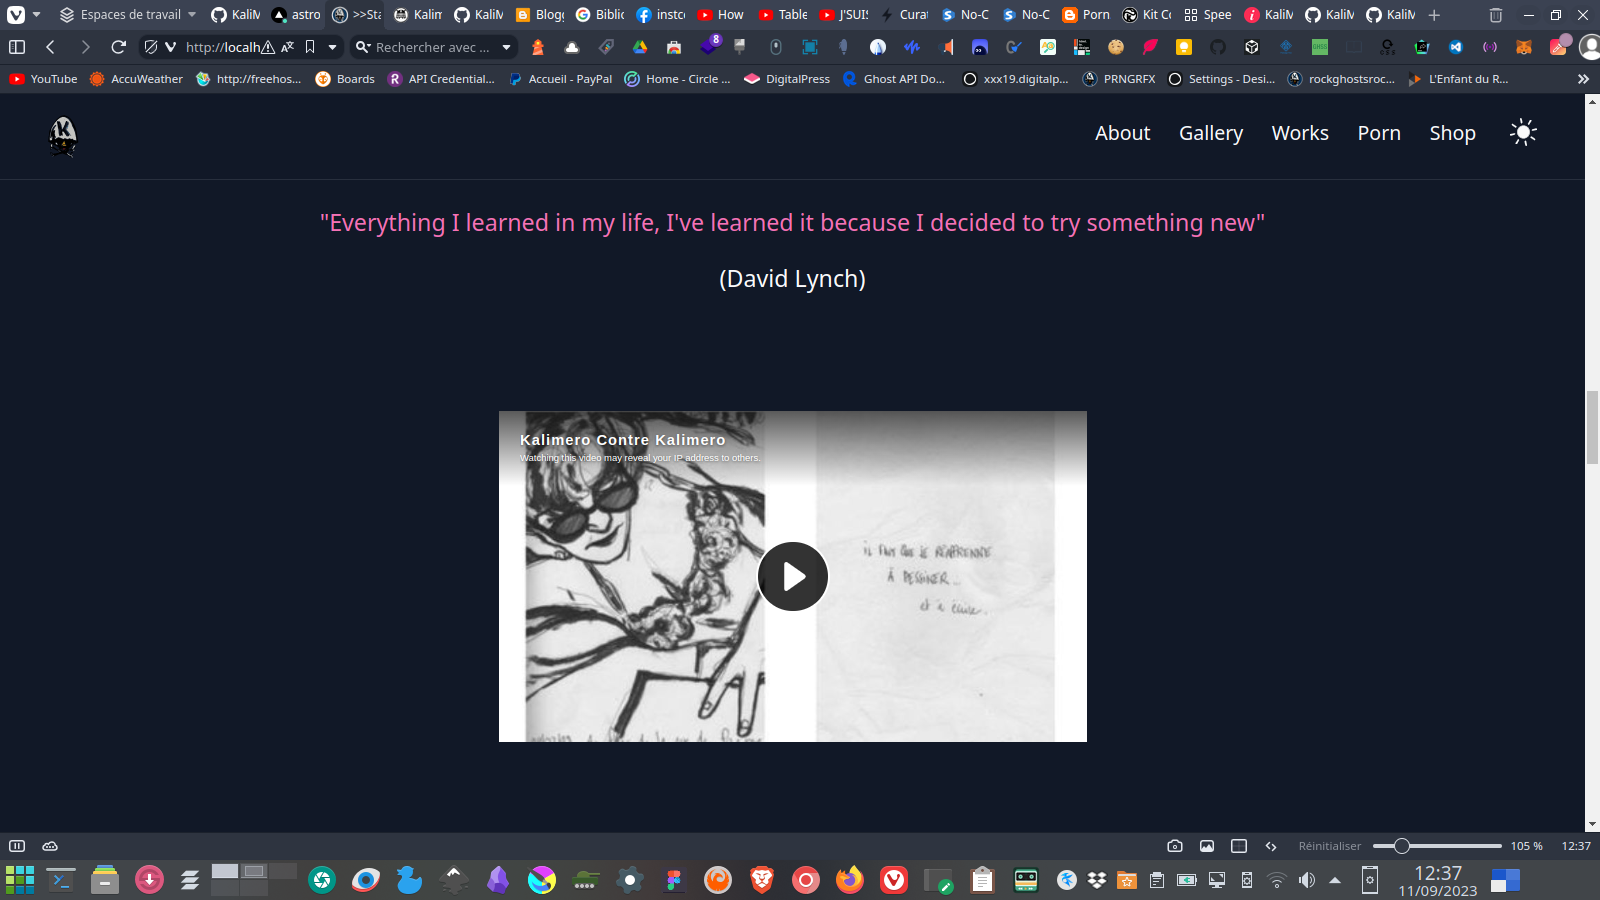 Espaces de travail
KaliM
astro
>>Sta
Kalim
KaliM
Blogg
Biblic
instco
How
Table
J'SUIS
Curat
No-C
No-C
Porn
Kit Co
Spee
KaliM
KaliM
KaliM
http://localh
Rechercher avec ...
8
YouTube
AccuWeather
http://freehos...
Boards
API Credential...
Accueil - PayPal
Home - Circle ...
DigitalPress
Ghost API Do...
xxx19.digitalp...
PRNGRFX
Settings - Desi...
rockghostsroc...
L'Enfant du R...
About
Gallery
Works
Porn
Shop
"Everything I learned in my life, I've learned it because I decided to try something new"
(David Lynch)
Kalimero Contre Kalimero
Watching this video may reveal your IP address to others.
IL FAUT QUE JE RÉAPPRENNE
À DESSINER...
et à écrire.
Réinitialiser
105 %
12:37
12:37
11/09/2023